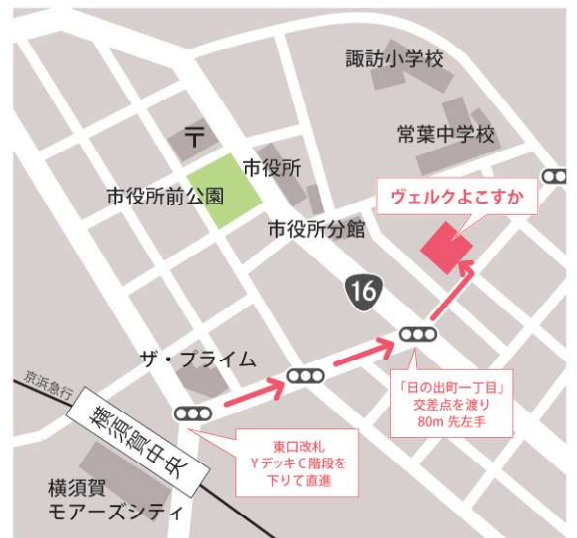 諏訪小学校
常葉中学校
〒
市役所
市役所前公園
ヴェルクよこすか
市役所分館
16
ザ・プライム
京浜急行
横須賀中央
「日の出町一丁目」
交差点を渡り
80m 先左手
東口改札
YデッキC階段を
下りて直進
横須賀
モアーズシティ